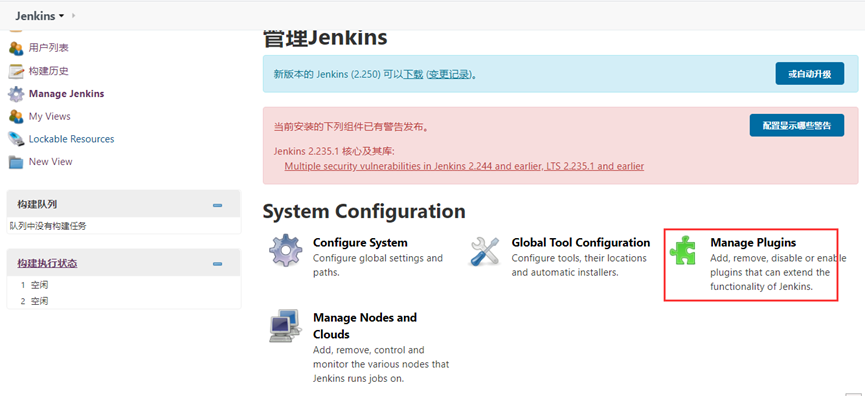 Jenkins
用户列表
构建历史
Manage Jenkins
My Views
Lockable Resources
New View
构建队列
队列中没有构建任务
构建执行状态
1 空闲
2 空闲
管理Jenkins
新版本的 Jenkins (2.250) 可以下载 (变更记录)。
或自动升级
当前安装的下列组件已有警告发布。
配置显示哪些警告
Jenkins 2.235.1 核心及其库:
Multiple security vulnerabilities in Jenkins 2.244 and earlier, LTS 2.235.1 and earlier
System Configuration
Configure System
Configure global settings and
paths.
Global Tool Configuration
Configure tools, their locations
and automatic installers.
Manage Plugins
Add, remove, disable or enable
plugins that can extend the
functionality of Jenkins.
Manage Nodes and
Clouds
Add, remove, control and
monitor the various nodes that
Jenkins runs jobs on.